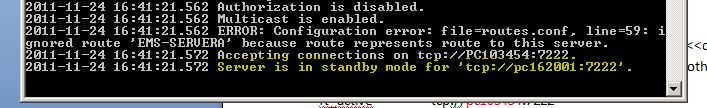 2011-11-24 16:41:21.562 Authorization is disabled.
2011-11-24 16:41:21.562 Multicast is enabled.
2011-11-24 16:41:21.562 ERROR: Configuration error: file=routes.conf, line=59: i
gnored route 'EMS-SERVERA' because route represents route to this server.
2011-11-24 16:41:21.572 Accepting connections on tcp://PC103454:7222.
2011-11-24 16:41:21.572 Server is in standby mode for 'tcp://pc162001:7222'.
<<c
oth